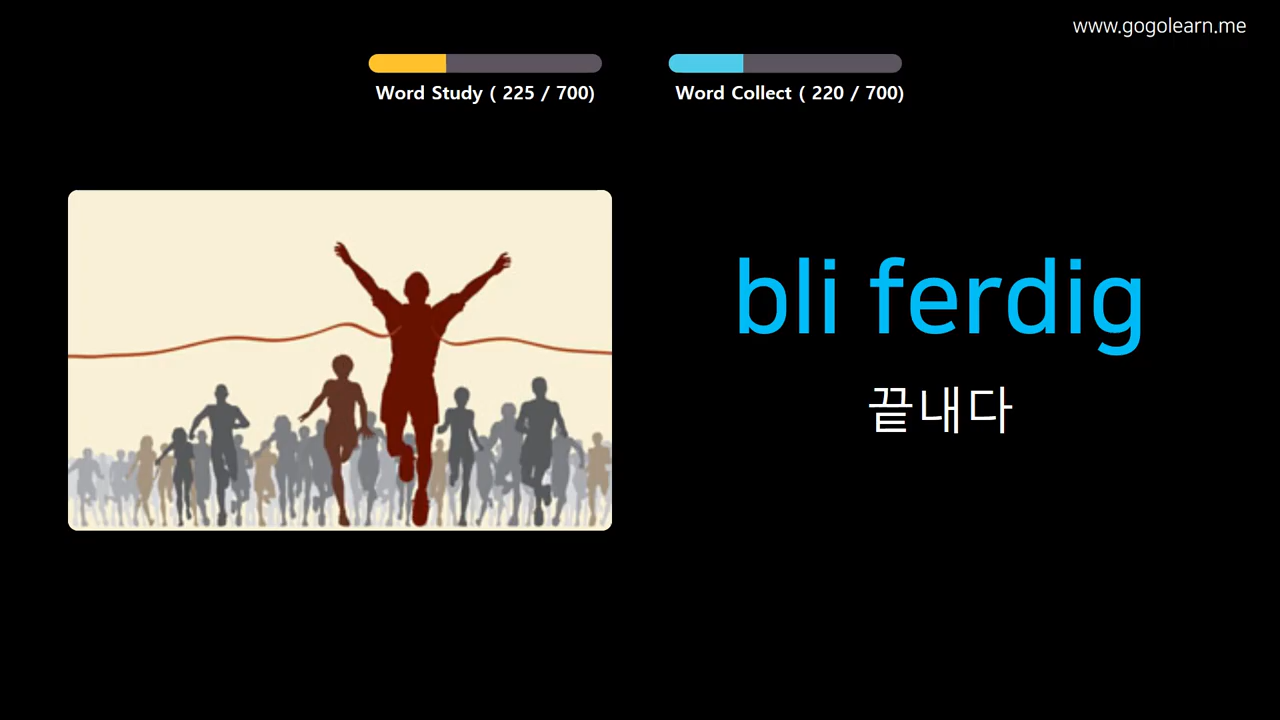 www.gogolearn.me
Word Study ( 225 / 700)
Word Collect ( 220 / 700)
bli ferdig
끝내다